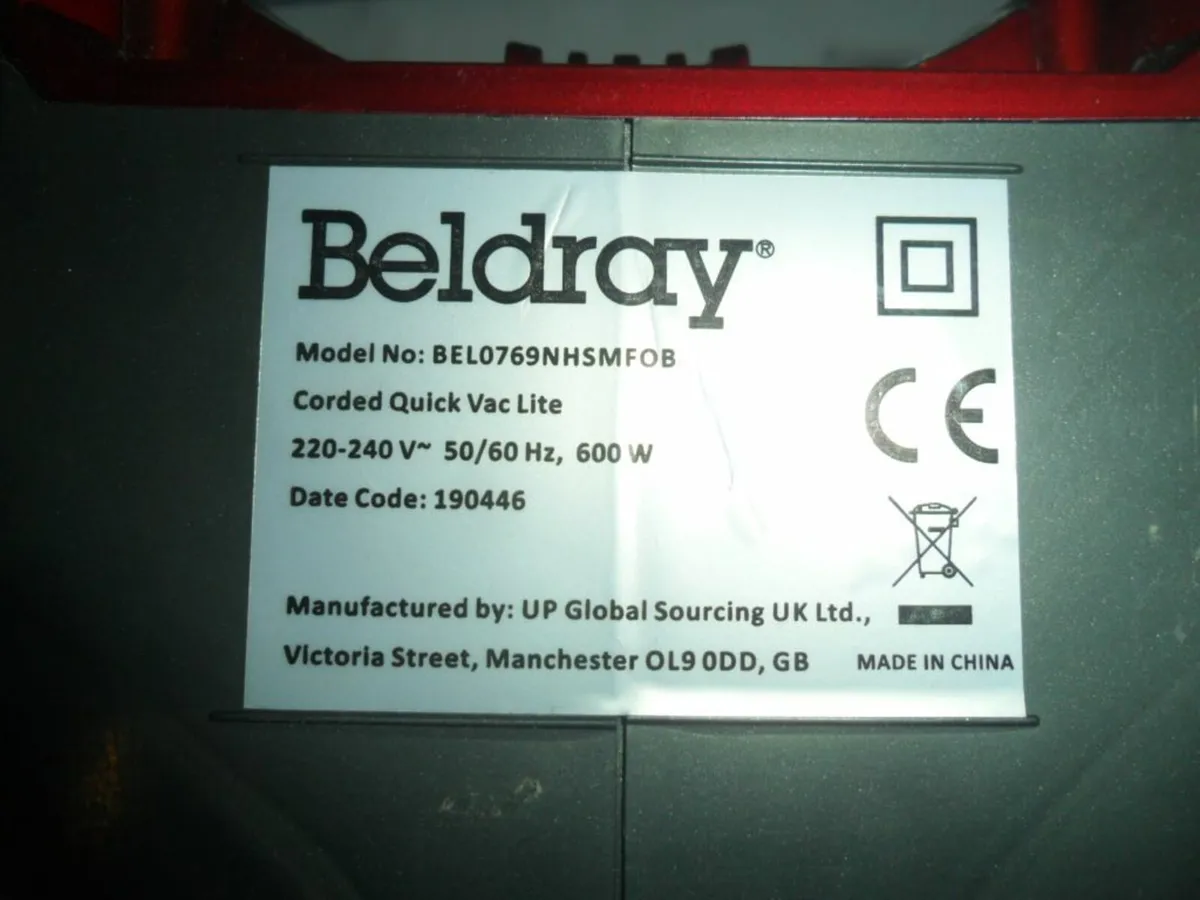 Beldray®
Model No: BEL0769NHSMFOB
Corded Quick Vac Lite
220-240 V~ 50/60 Hz, 600 W
Date Code: 190446
CE
Manufactured by: UP Global Sourcing UK Ltd.,
Victoria Street, Manchester OL9 0DD, GB
MADE IN CHINA